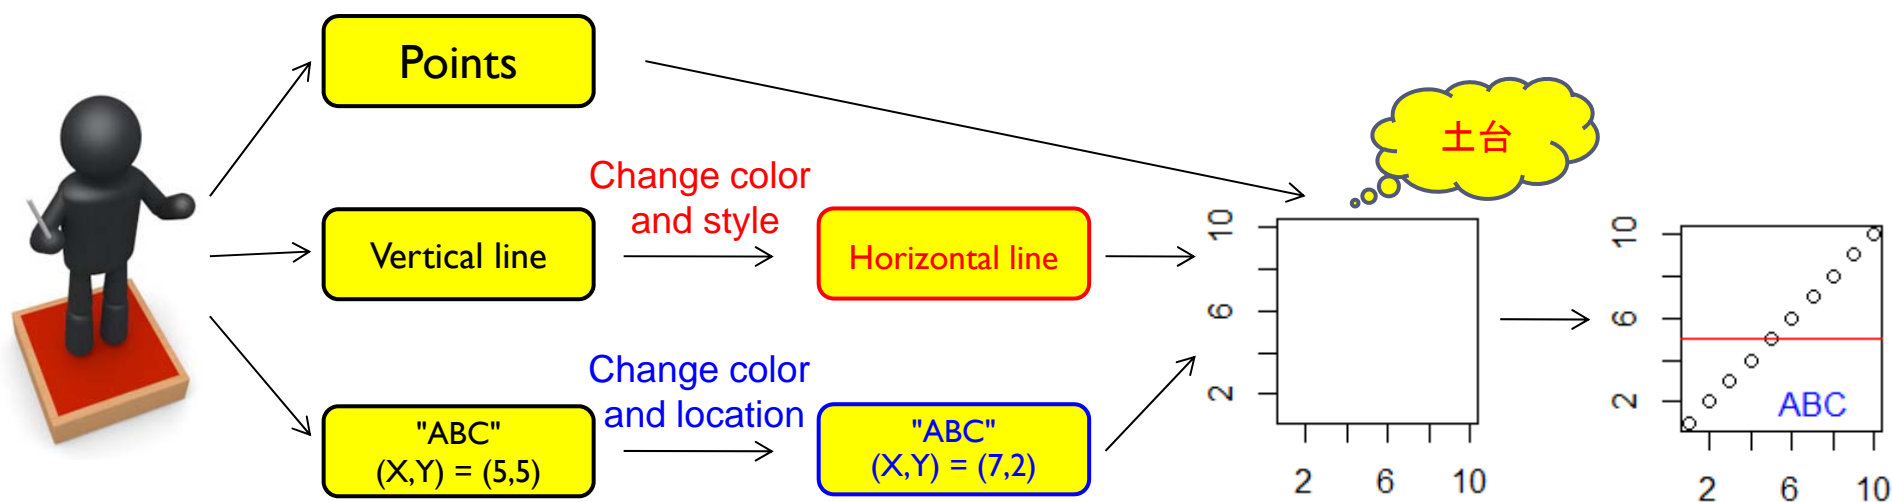 Points
Change color
and style
Vertical line
Horizontal line
Change color
and location
"ABC"
(X,Y) = (5,5)
"ABC"
(X,Y) = (7,2)
土台
10
6
2
2 6 10
10
6
2
ABC
2 6 10